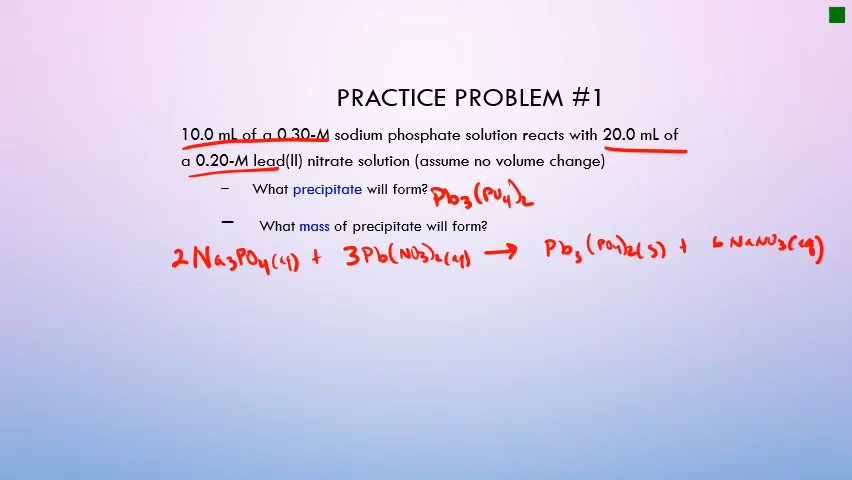 PRACTICE PROBLEM #1
10.0 mL of a 0.30-M sodium phosphate solution reacts with 20.0 mL of
a 0.20-M lead(II) nitrate solution (assume no volume change)
– What precipitate will form? Pb3(PO4)2
– What mass of precipitate will form?
2Na3PO4(aq) + 3Pb(NO3)2(aq) → Pb3(PO4)2(s) + 6NaNO3(aq)